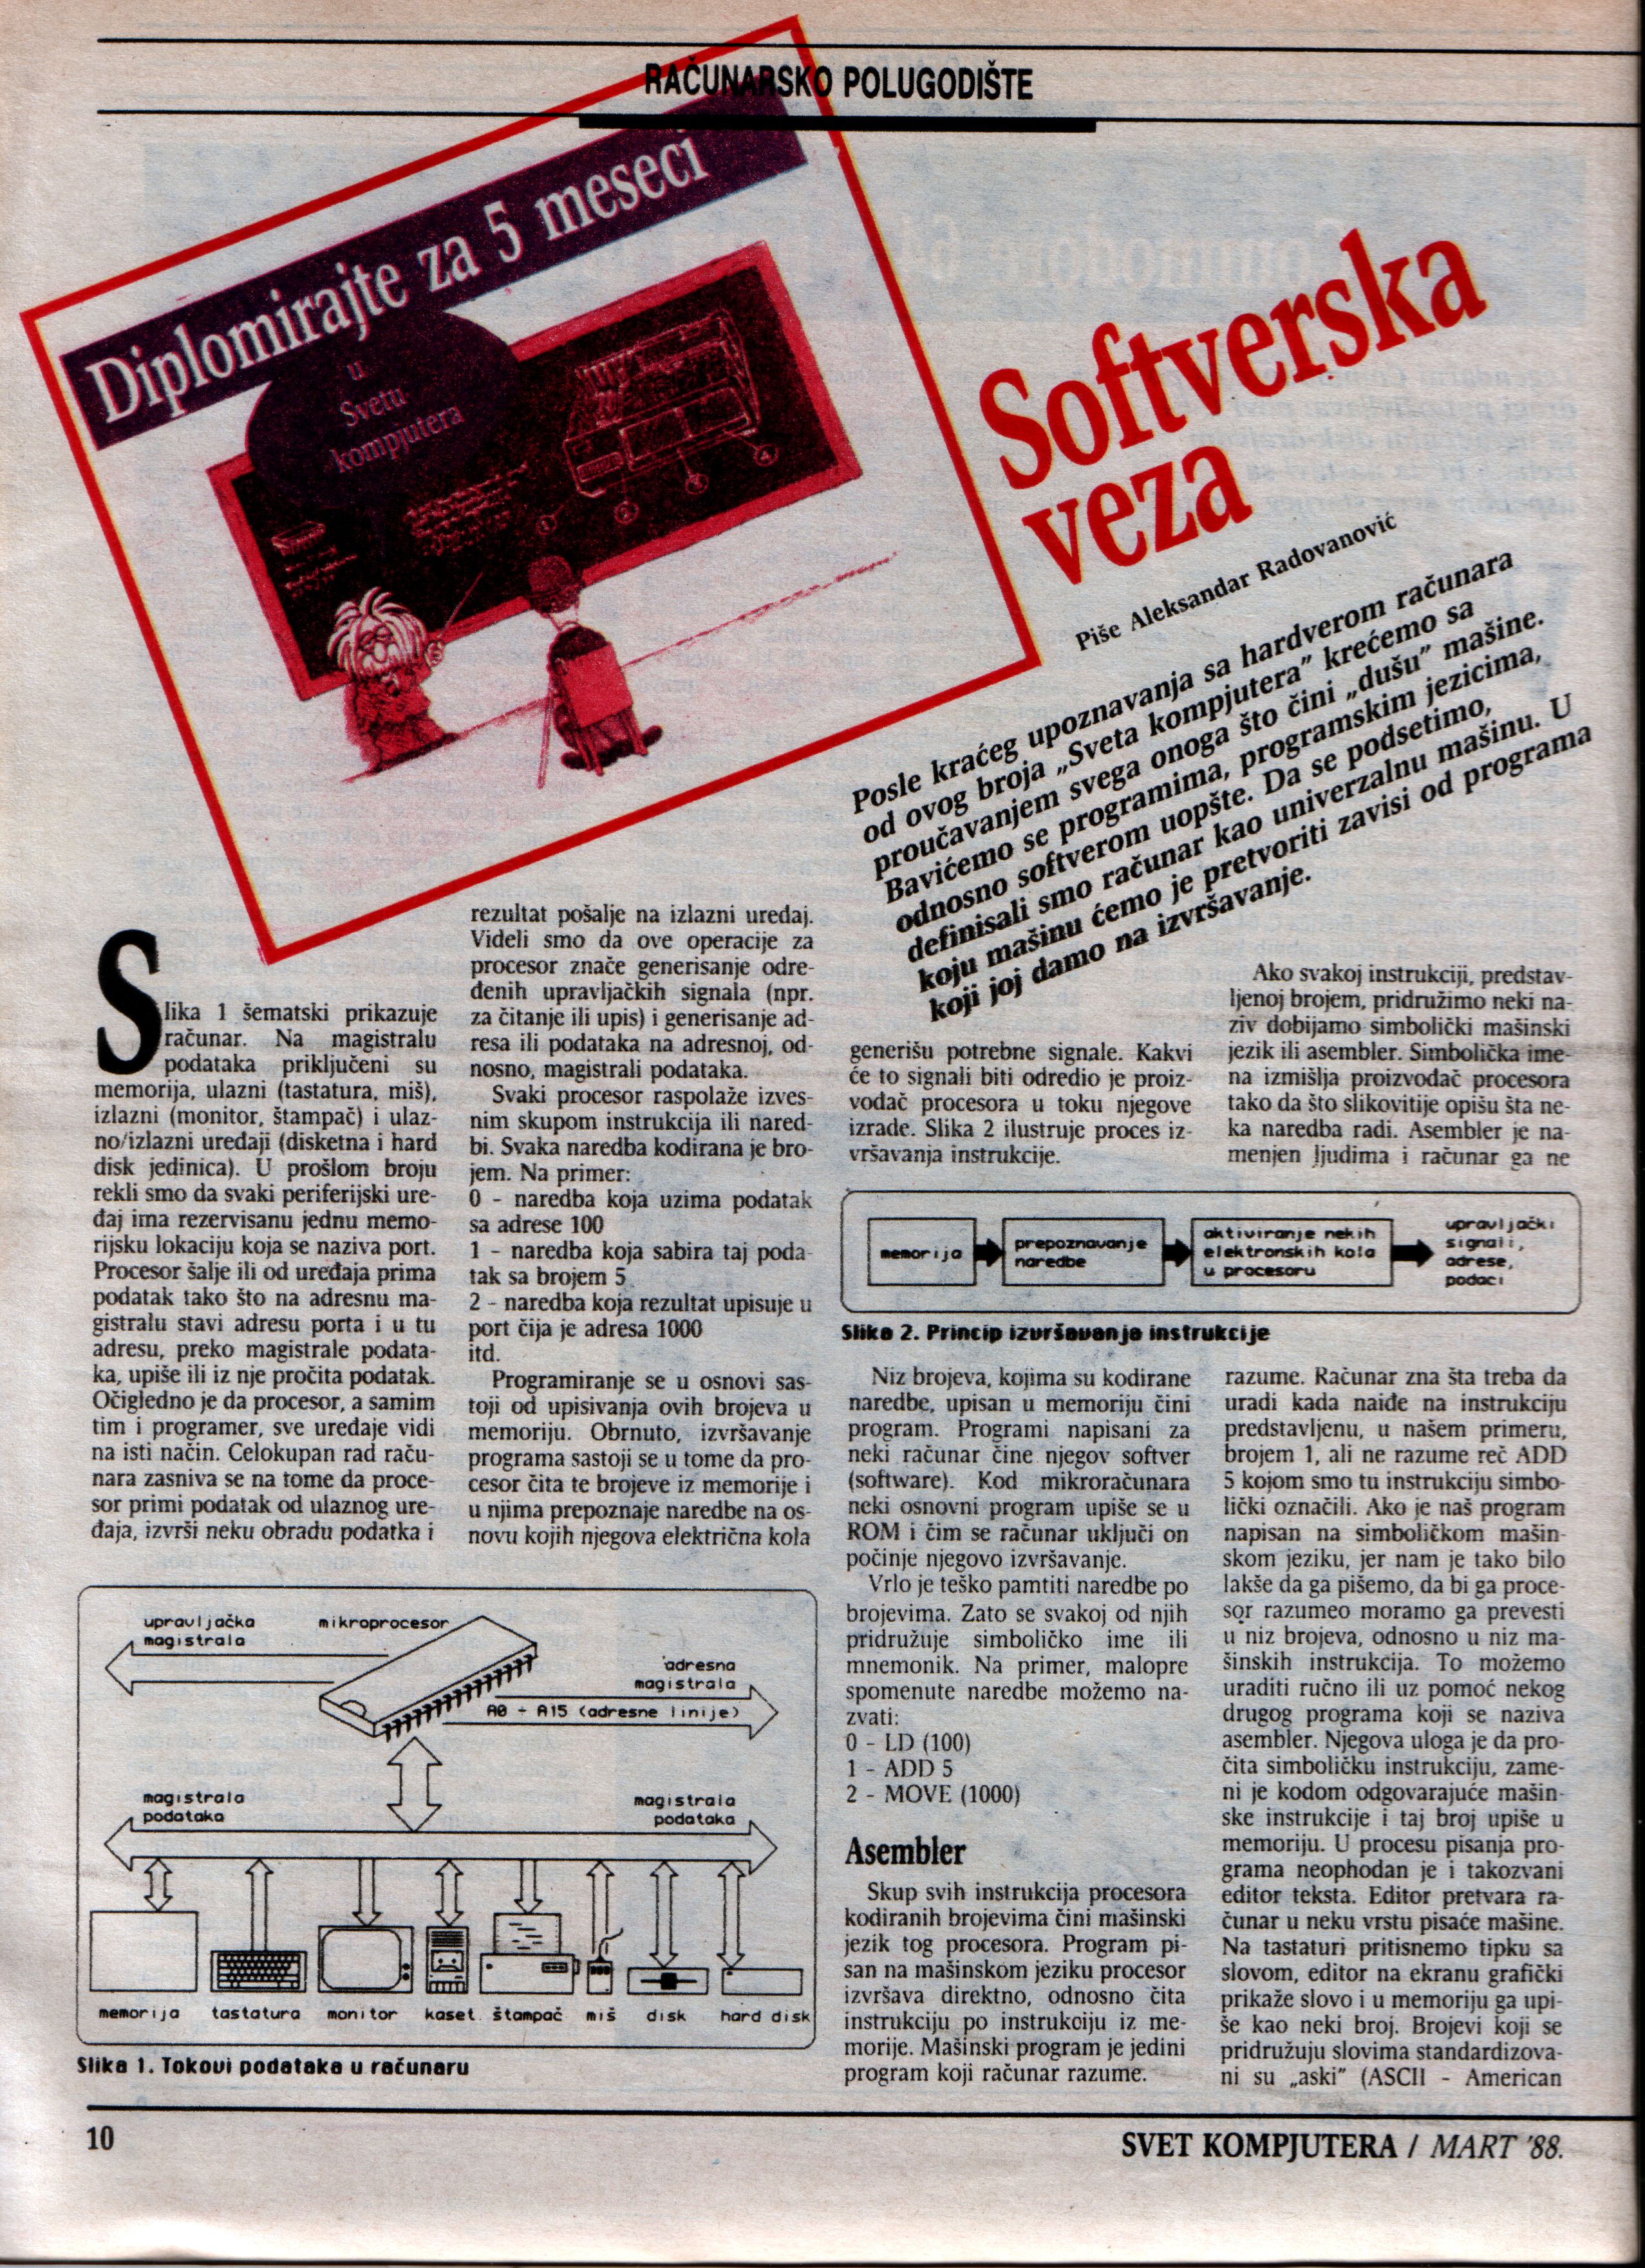 RAČUNARSKO POLUGODIŠTE
Diplomirajte za 5 meseci
u
Svetu
kompjutera
1
2
3
4
Softverska
veza
Piše Aleksandar Radovanović
Posle kraćeg upoznavanja sa hardverom računara
od ovog broja „Sveta kompjutera” krećemo sa
proučavanjem svega onoga što čini „dušu” mašine.
Bavićemo se programima, programskim jezicima,
odnosno softverom uopšte. Da se podsetimo,
definisali smo računar kao univerzalnu mašinu. U
koju mašinu ćemo je pretvoriti zavisi od programa
koji joj damo na izvršavanje.
Slika 1 šematski prikazuje
računar. Na magistralu
podataka priključeni su
memorija, ulazni (tastatura, miš),
izlazni (monitor, štampač) i ulaz-
no/izlazni uređaji (disketna i hard
disk jedinica). U prošlom broju
rekli smo da svaki periferijski ure-
đaj ima rezervisanu jednu memo-
rijsku lokaciju koja se naziva port.
Procesor šalje ili od uređaja prima
podatak tako što na adresnu ma-
gistralu stavi adresu porta i u tu
adresu, preko magistrale podata-
ka, upiše ili iz nje pročita podatak.
Očigledno je da procesor, a samim
tim i programer, sve uređaje vidi
na isti način. Celokupan rad raču-
nara zasniva se na tome da proce-
sor primi podatak od ulaznog ure-
đaja, izvrši neku obradu podatka i
rezultat pošalje na izlazni uređaj.
Videli smo da ove operacije za
procesor znače generisanje odre-
đenih upravljačkih signala (npr.
za čitanje ili upis) i generisanje ad-
resa ili podataka na adresnoj, od-
nosno, magistrali podataka.
Svaki procesor raspolaže izves-
nim skupom instrukcija ili nared-
bi. Svaka naredba kodirana je bro-
jem. Na primer:
0 - naredba koja uzima podatak
sa adrese 100
1 - naredba koja sabira taj poda-
tak sa brojem 5
2 - naredba koja rezultat upisuje u
port čija je adresa 1000
itd.
Programiranje se u osnovi sas-
toji od upisivanja ovih brojeva u
memoriju. Obrnuto, izvršavanje
programa sastoji se u tome da pro-
cesor čita te brojeve iz memorije i
u njima prepoznaje naredbe na os-
novu kojih njegova električna kola
generišu potrebne signale. Kakvi
će to signali biti odredio je proiz-
vođač procesora u toku njegove
izrade. Slika 2 ilustruje proces iz-
vršavanja instrukcije.
Ako svakoj instrukciji, predstav-
ljenoj brojem, pridružimo neki na-
ziv dobijamo simbolički mašinski
jezik ili asembler. Simbolička ime-
na izmišlja proizvođač procesora
tako da što slikovitije opišu šta ne-
ka naredba radi. Asembler je na-
menjen ljudima i računar ga ne
memorija
prepoznavanje
naredbe
aktiviranje nekih
elektronskih kola
u procesoru
upravljački
signali,
adrese,
podaci
Slika 2. Princip izvršavanja instrukcije
Niz brojeva, kojima su kodirane
naredbe, upisan u memoriju čini
program. Programi napisani za
neki računar čine njegov softver
(software). Kod mikroračunara
neki osnovni program upiše se u
ROM i čim se računar uključi on
počinje njegovo izvršavanje.
Vrlo je teško pamtiti naredbe po
brojevima. Zato se svakoj od njih
pridružuje simboličko ime ili
mnemonik. Na primer, malopre
spomenute naredbe možemo na-
zvati:
0 - LD (100)
1 - ADD 5
2 - MOVE (1000)
Asembler
Skup svih instrukcija procesora
kodiranih brojevima čini mašinski
jezik tog procesora. Program pi-
san na mašinskom jeziku procesor
izvršava direktno, odnosno čita
instrukciju po instrukciju iz me-
morije. Mašinski program je jedini
program koji računar razume.
razume. Računar zna šta treba da
uradi kada naiđe na instrukciju
predstavljenu, u našem primeru,
brojem 1, ali ne razume reč ADD
5 kojom smo tu instrukciju simbo-
lički označili. Ako je naš program
napisan na simboličkom mašin-
skom jeziku, jer nam je tako bilo
lakše da ga pišemo, da bi ga proce-
sor razumeo moramo ga prevesti
u niz brojeva, odnosno u niz ma-
šinskih instrukcija. To možemo
uraditi ručno ili uz pomoć nekog
drugog programa koji se naziva
asembler. Njegova uloga je da pro-
čita simboličku instrukciju, zame-
ni je kodom odgovarajuće mašin-
ske instrukcije i taj broj upiše u
memoriju. U procesu pisanja pro-
grama neophodan je i takozvani
editor teksta. Editor pretvara ra-
čunar u neku vrstu pisaće mašine.
Na tastaturi pritisnemo tipku sa
slovom, editor na ekranu grafički
prikaže slovo i u memoriju ga upi-
še kao neki broj. Brojevi koji se
pridružuju slovima standardizova-
ni su „aski” (ASCII - American
upravljačka
magistrala
mikroprocesor
adresna
magistrala
A0 - A15 (adresne linije)
magistrala
podataka
magistrala
podataka
memorija tastatura monitor kaset. štampač miš disk hard disk
Slika 1. Tokovi podataka u računaru
10
SVET KOMPJUTERA / MART '88.